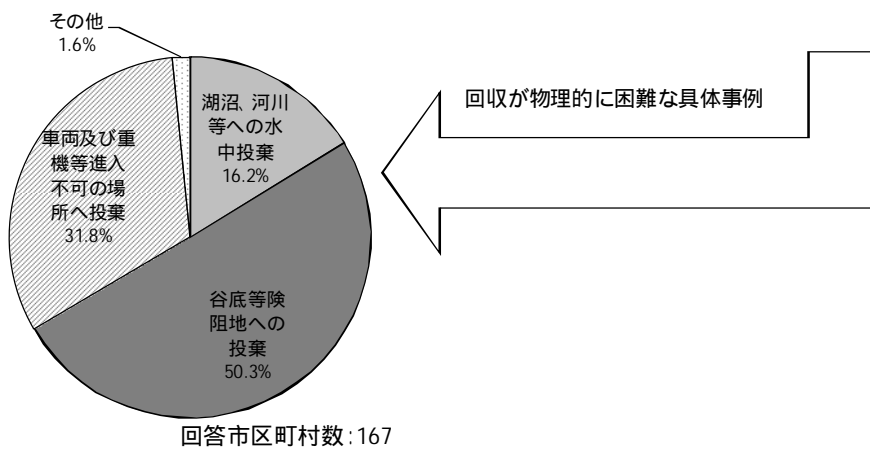 その他
1.6%
湖沼、河川
等への水
中投棄
16.2%
回収が物理的に困難な具体事例
車両及び重
機等進入
不可の場
所へ投棄
31.8%
谷底等険
阻地への
投棄
50.3%
回答市区町村数:167